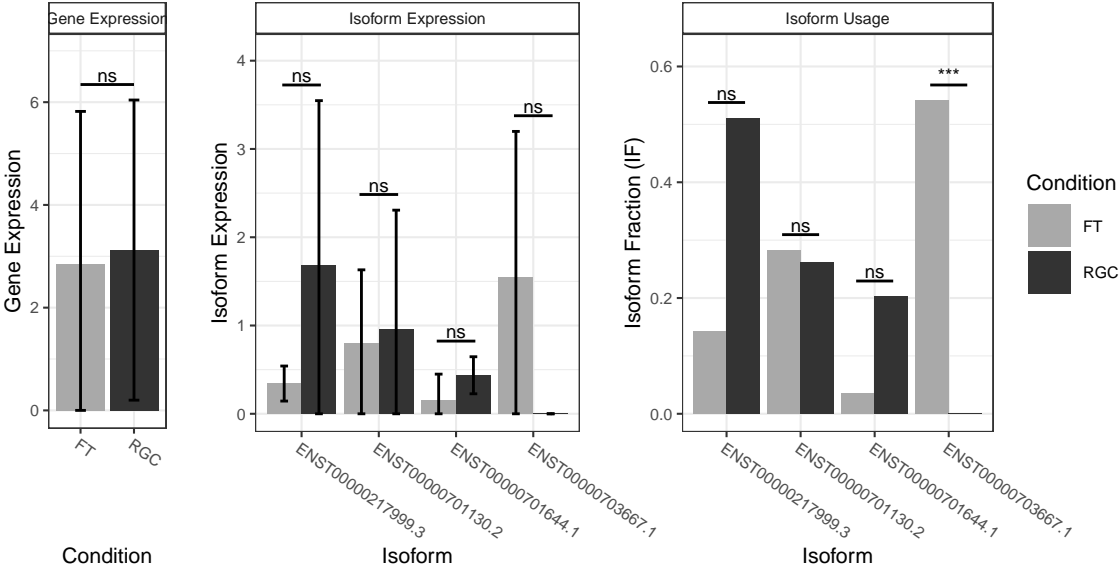 Gene Expression
Isoform Expression
Isoform Usage
Gene Expression
0
2
4
6
ns
FT
RGC
Condition
Isoform Expression
0
1
2
3
4
ns
ns
ns
ns
ENST00000217999.3
ENST00000701130.2
ENST00000701644.1
ENST00000703667.1
Isoform
Isoform Fraction (IF)
0.0
0.2
0.4
0.6
ns
ns
ns
***
ENST00000217999.3
ENST00000701130.2
ENST00000701644.1
ENST00000703667.1
Isoform
Condition
FT
RGC